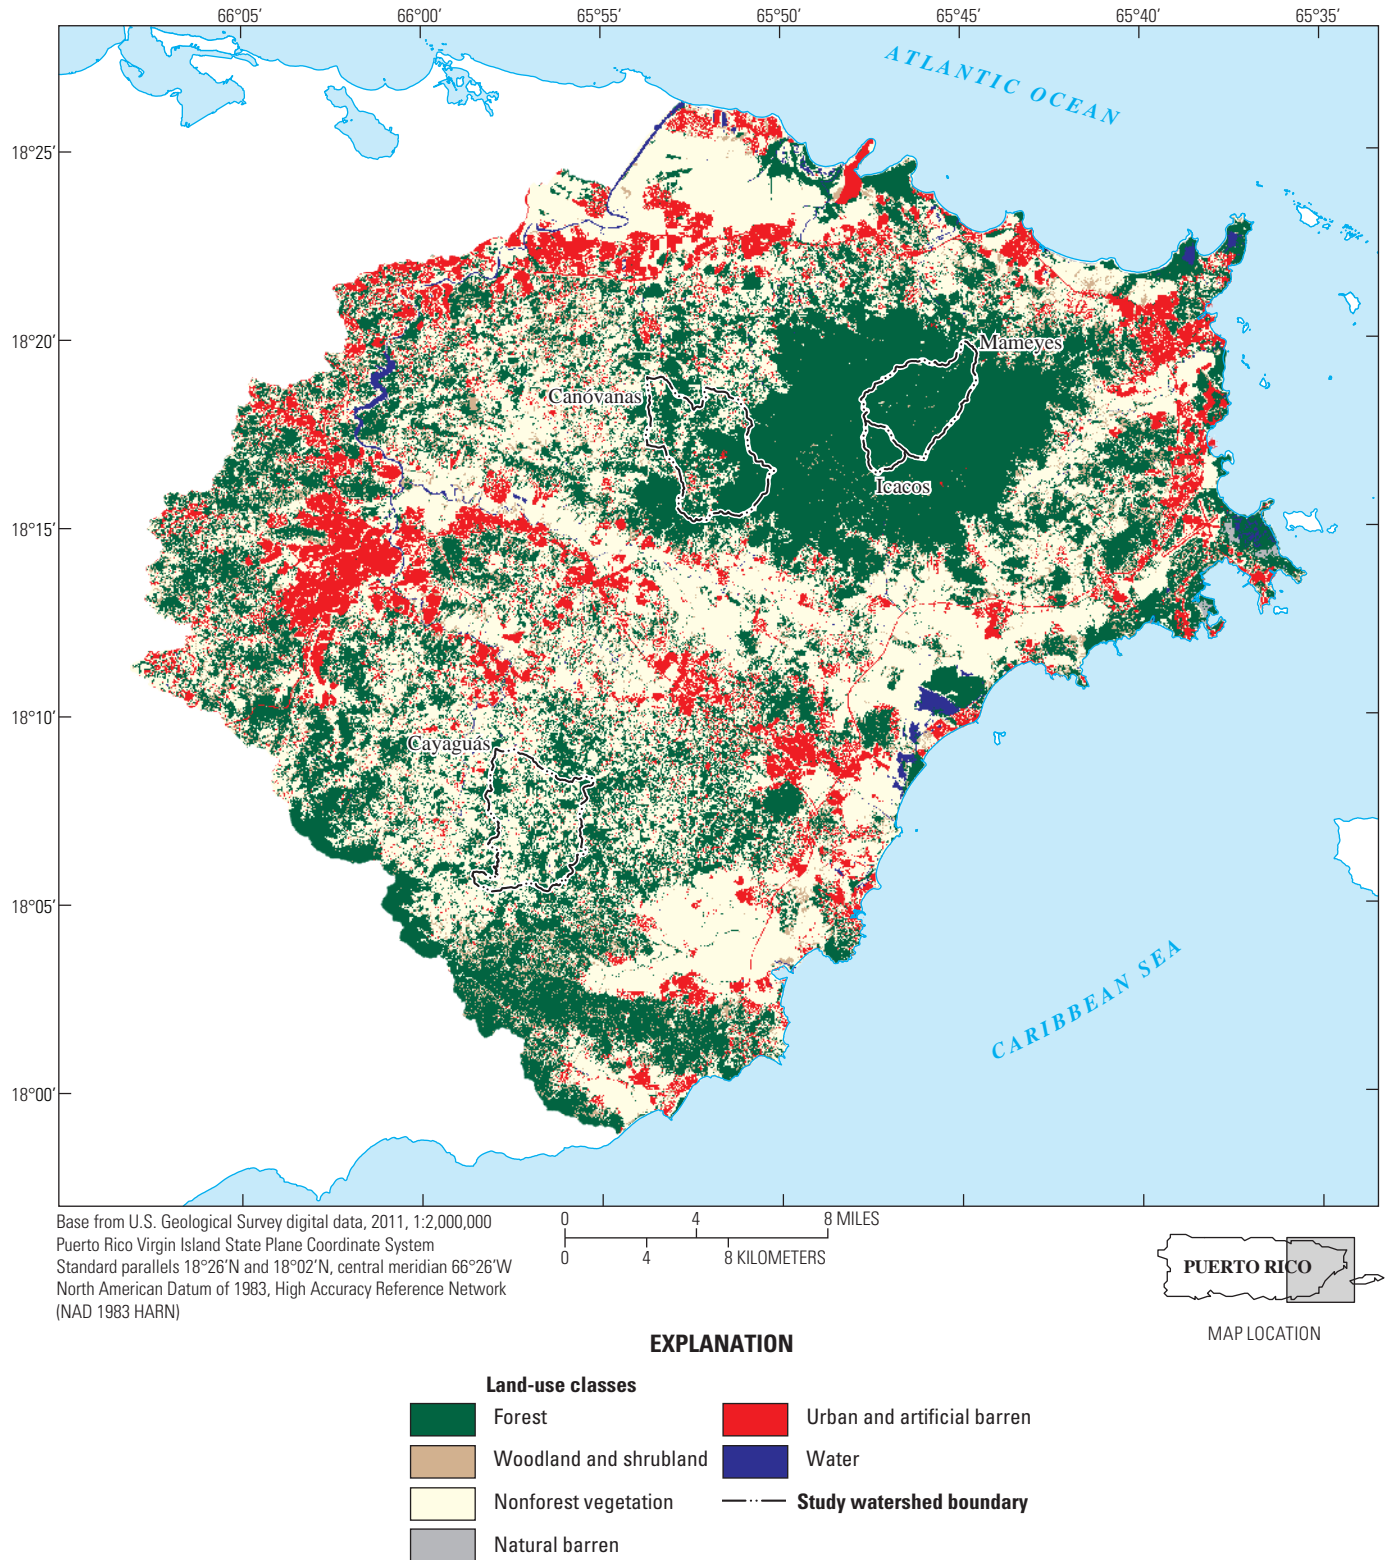 66°05′ 66°00′ 65°55′ 65°50′ 65°45′ 65°40′ 65°35′
ATLANTIC OCEAN
18°25′
18°20′
Mameyes
Canovanas
Icacos
18°15′
18°10′
Cayaguás
18°05′
CARIBBEAN SEA
18°00′
Base from U.S. Geological Survey digital data, 2011, 1:2,000,000
Puerto Rico Virgin Island State Plane Coordinate System
Standard parallels 18°26′N and 18°02′N, central meridian 66°26′W
North American Datum of 1983, High Accuracy Reference Network
(NAD 1983 HARN)
0 4 8 MILES
0 4 8 KILOMETERS
PUERTO RICO
MAP LOCATION
EXPLANATION
Land-use classes
Forest
Woodland and shrubland
Nonforest vegetation
Natural barren
Urban and artificial barren
Water
Study watershed boundary